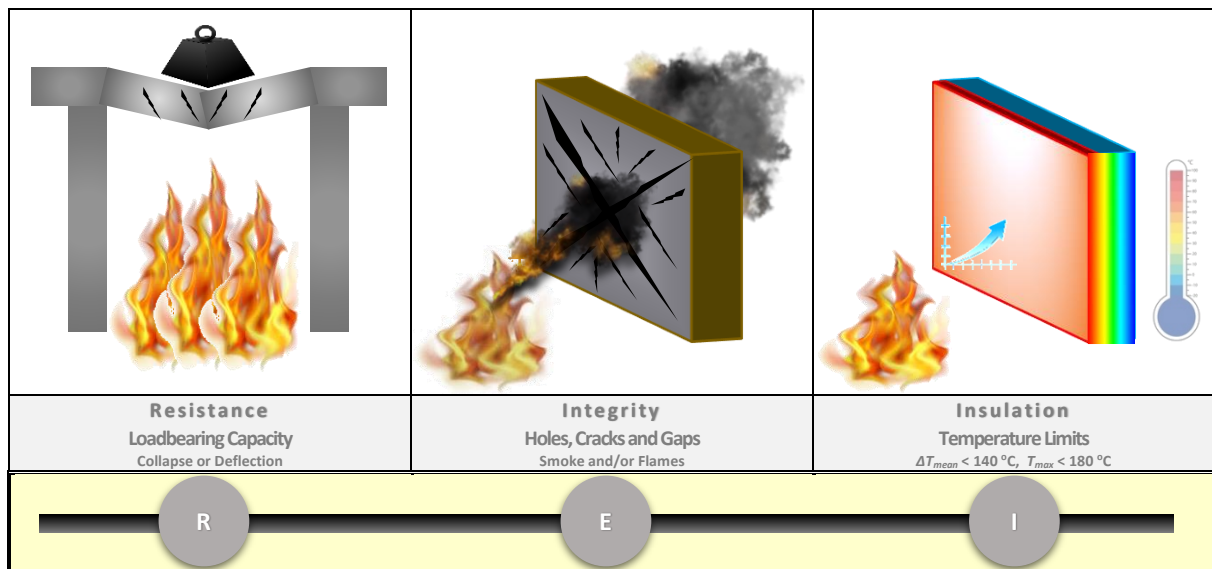 Resistance
Loadbearing Capacity
Collapse or Deflection
Integrity
Holes, Cracks and Gaps
Smoke and/or Flames
Insulation
Temperature Limits
ΔTmean < 140 °C, Tmax < 180 °C
R
E
I